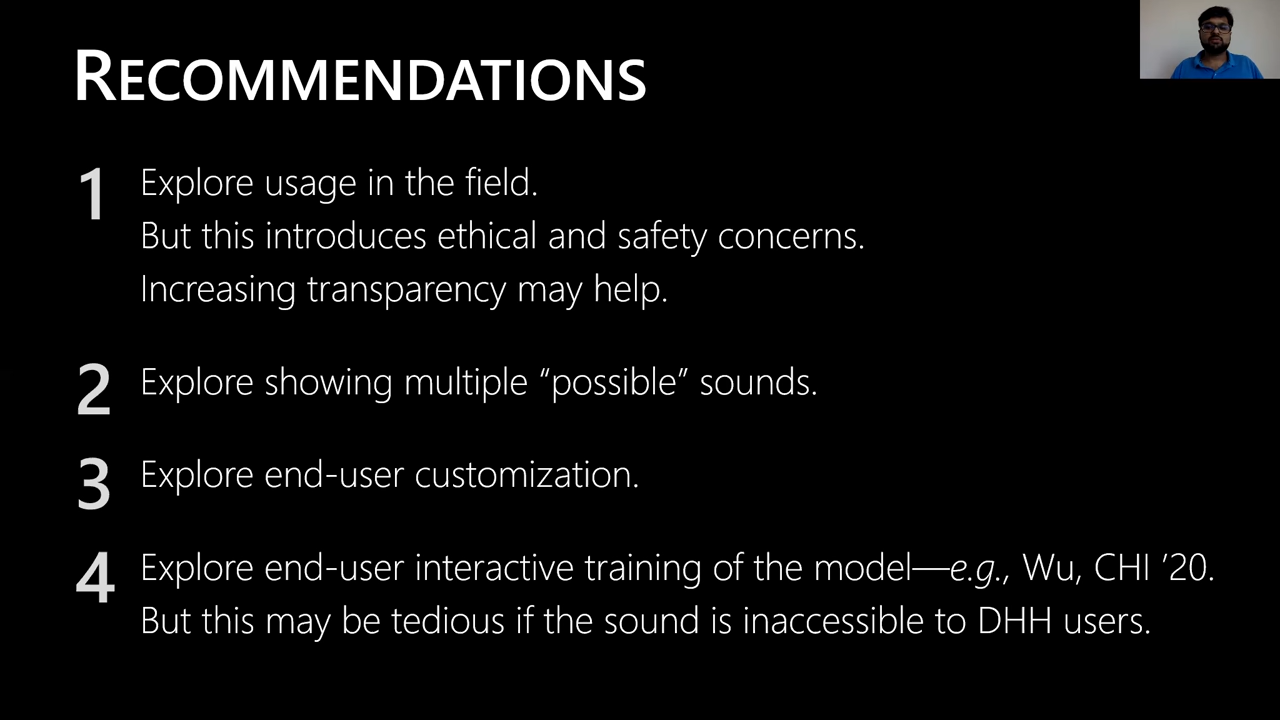 RECOMMENDATIONS
1 Explore usage in the field.
But this introduces ethical and safety concerns.
Increasing transparency may help.
2 Explore showing multiple “possible” sounds.
3 Explore end-user customization.
4 Explore end-user interactive training of the model—e.g., Wu, CHI ’20.
But this may be tedious if the sound is inaccessible to DHH users.